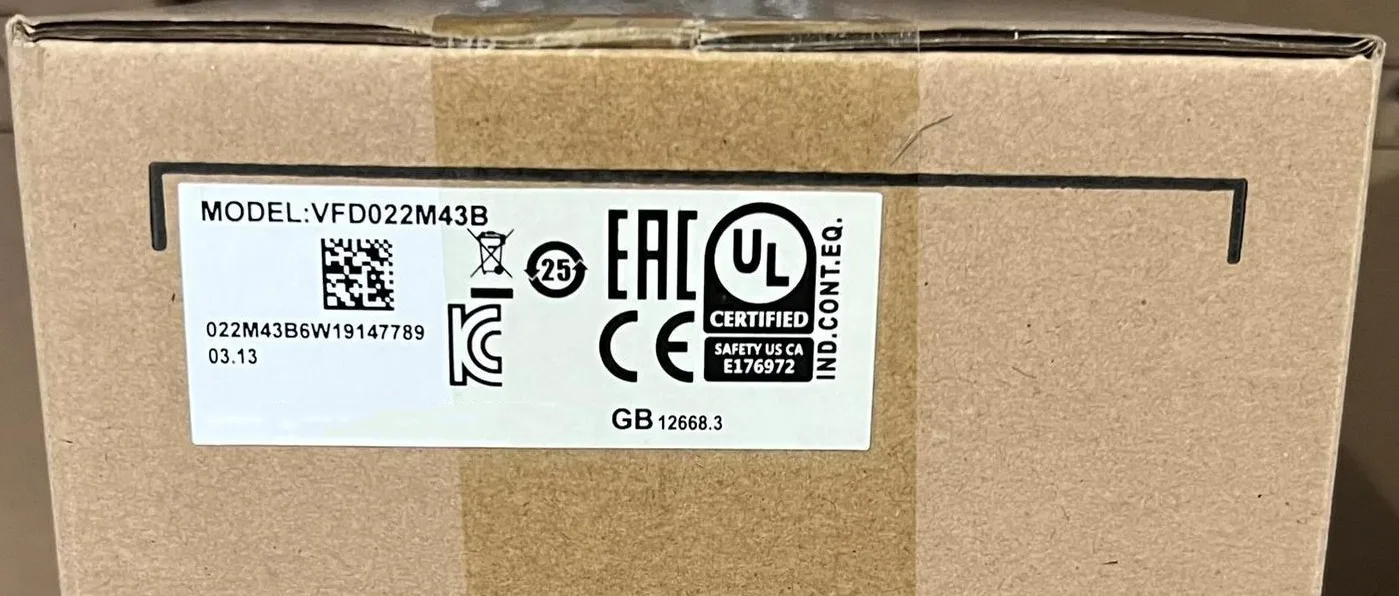 MODEL:VFD022M43B
022M43B6W19147789
03.13
25
EAC
UL
CERTIFIED
SAFETY US CA
E176972
IND.CONT.EQ.
CE
KC
GB 12668.3